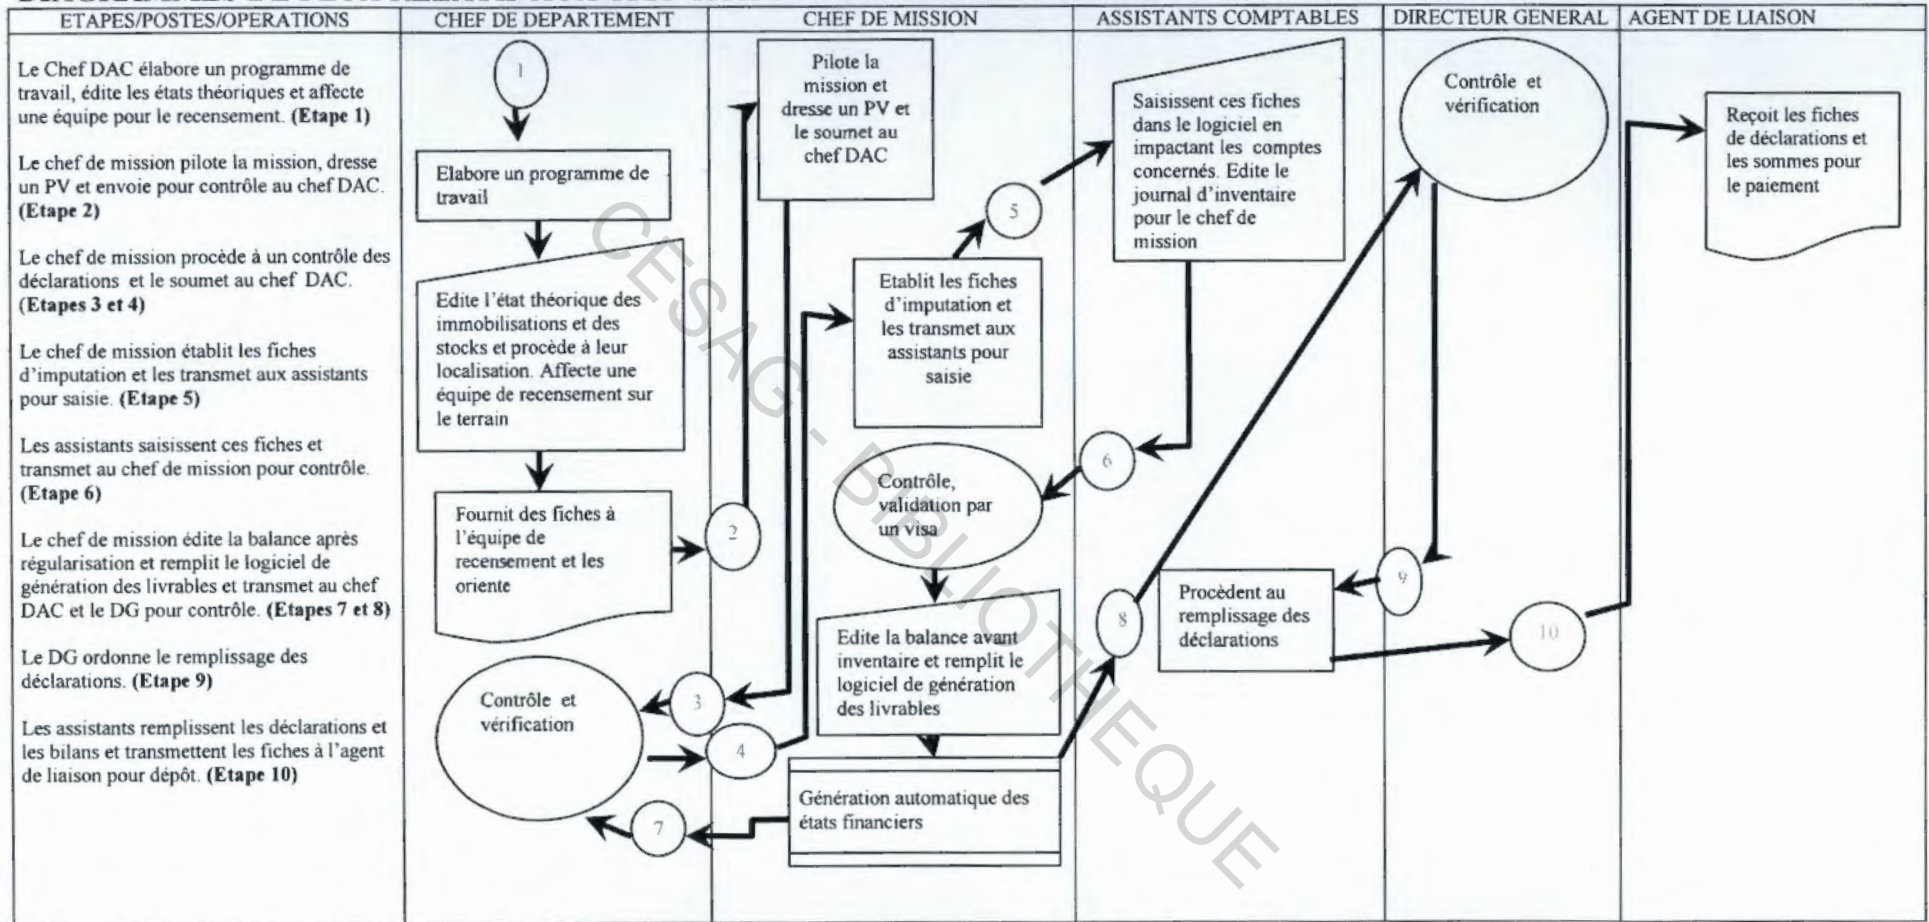 ETAPES/POSTES/OPERATIONS
CHEF DE DEPARTEMENT
CHEF DE MISSION
ASSISTANTS COMPTABLES
DIRECTEUR GENERAL
AGENT DE LIAISON
Le Chef DAC élabore un programme de
travail, édite les états théoriques et affecte
une équipe pour le recensement. (Etape 1)
Le chef de mission pilote la mission, dresse
un PV et envoie pour contrôle au chef DAC.
(Etape 2)
Le chef de mission procède à un contrôle des
déclarations et le soumet au chef DAC.
(Etapes 3 et 4)
Le chef de mission établit les fiches
d'imputation et les transmet aux assistants
pour saisie. (Etape 5)
Les assistants saisissent ces fiches et
transmet au chef de mission pour contrôle.
(Etape 6)
Le chef de mission édite la balance après
régularisation et remplit le logiciel de
génération des livrables et transmet au chef
DAC et le DG pour contrôle. (Etapes 7 et 8)
Le DG ordonne le remplissage des
déclarations. (Etape 9)
Les assistants remplissent les déclarations et
les bilans et transmettent les fiches à l'agent
de liaison pour dépôt. (Etape 10)
1
Elabore un programme de
travail
Edite l'état théorique des
immobilisations et des
stocks et procède à leur
localisation. Affecte une
équipe de recensement sur
le terrain
Fournit des fiches à
l'équipe de
recensement et les
oriente
2
Contrôle et
vérification
3
4
7
Pilote la
mission et
dresse un PV et
le soumet au
chef DAC
Etablit les fiches
d'imputation et
les transmet aux
assistants pour
saisie
5
Contrôle,
validation par
un visa
6
Edite la balance avant
inventaire et remplit le
logiciel de génération
des livrables
Génération automatique des
états financiers
8
Saisissent ces fiches
dans le logiciel en
impactant les comptes
concernés. Edite le
journal d'inventaire
pour le chef de
mission
Procèdent au
remplissage des
déclarations
9
10
Contrôle et
vérification
Reçoit les fiches
de déclarations et
les sommes pour
le paiement
CESAG - BIBLIOTHEQUE